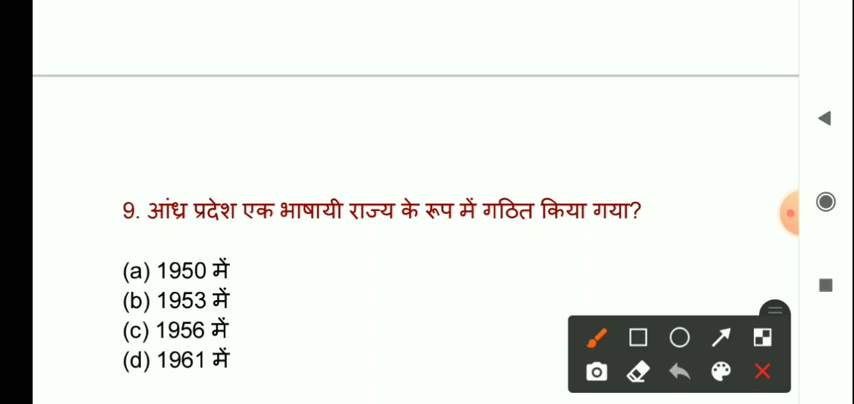 9. आंध्र प्रदेश एक भाषायी राज्य के रूप में गठित किया गया?
(a) 1950 में
(b) 1953 में
(c) 1956 में
(d) 1961 में